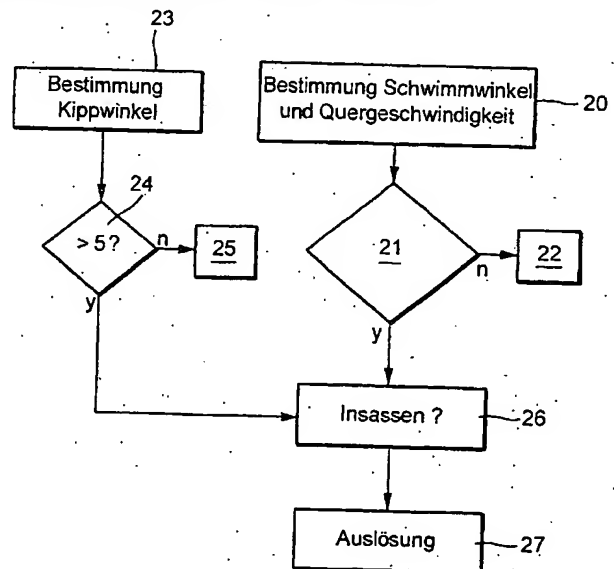 23
Bestimmung
Kippwinkel
Bestimmung Schwimmwinkel
und Quergeschwindigkeit
20
24
> 5?
n
25
y
21
n
22
y
Insassen ?
26
Auslösung
27